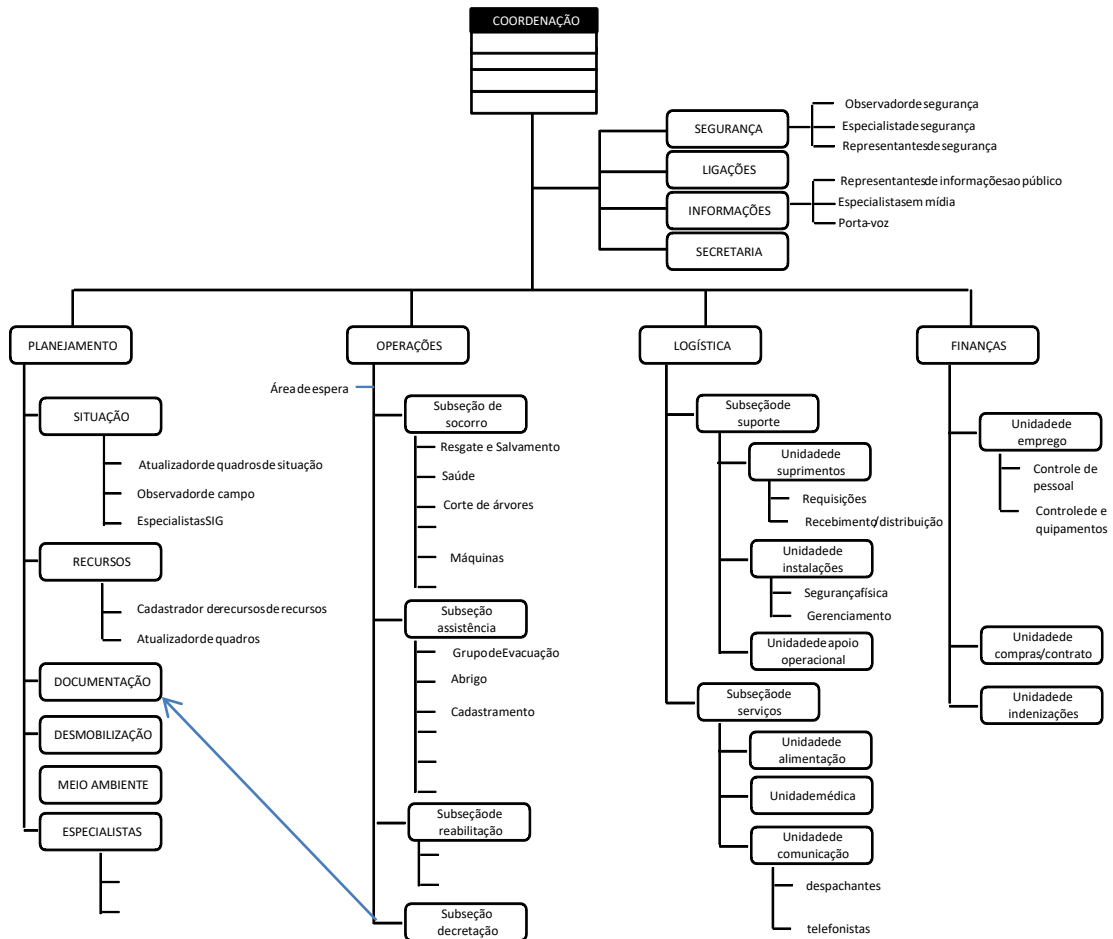 COORDENAÇÃO
SEGURANÇA
Observadorde segurança
Especialistade segurança
Representantesde segurança
LIGAÇÕES
INFORMAÇÕES
Representantesde informaçõesao público
Especialistasem mídia
Porta-voz
SECRETARIA
PLANEJAMENTO
SITUAÇÃO
Atualizadorde quadrosde situação
Observadorde campo
EspecialistasSIG
RECURSOS
Cadastrador derecursosde recursos
Atualizadorde quadros
DOCUMENTAÇÃO
DESMOBILIZAÇÃO
MEIO AMBIENTE
ESPECIALISTAS
OPERAÇÕES
Áreade espera
Subseção de
socorro
Resgate e Salvamento
Saúde
Corte de árvores
Máquinas
Subseção
assistência
GrupodeEvacuação
Abrigo
Cadastramento
Subseçãode
reabilitação
Subseção
decretação
LOGÍSTICA
Subseçãode
suporte
Unidadede
suprimentos
Requisições
Recebimento/distribuição
Unidadede
instalações
Segurançafísica
Gerenciamento
Unidadede apoio
operacional
Subseçãode
serviços
Unidadede
alimentação
Unidademédica
Unidadede
comunicação
despachantes
telefonistas
FINANÇAS
Unidadede
emprego
Controle de
pessoal
Controlede e
quipamentos
Unidadede
compras/contrato
Unidadede
indenizações